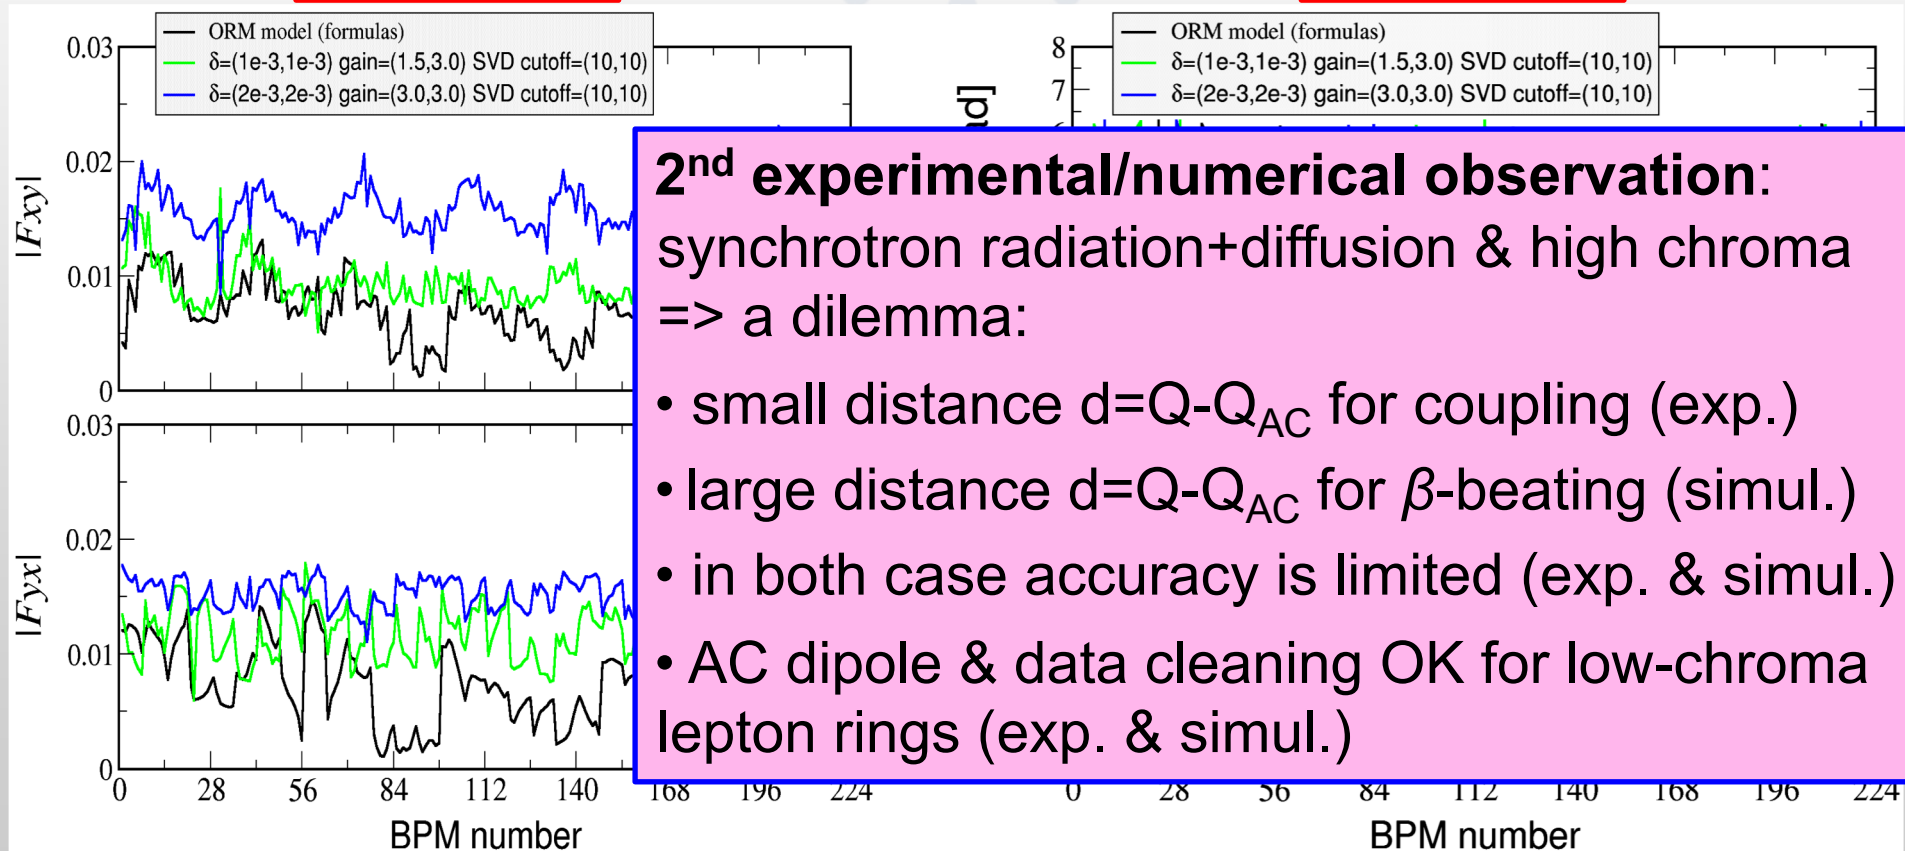 ORM model (formulas)
δ=(1e-3,1e-3) gain=(1.5,3.0) SVD cutoff=(10,10)
δ=(2e-3,2e-3) gain=(3.0,3.0) SVD cutoff=(10,10)
0.03
0.02
0.01
0
|Fxy|
0.03
0.02
0.01
0
|Fyx|
0 28 56 84 112 140 168 196 224
BPM number
ORM model (formulas)
δ=(1e-3,1e-3) gain=(1.5,3.0) SVD cutoff=(10,10)
δ=(2e-3,2e-3) gain=(3.0,3.0) SVD cutoff=(10,10)
8
7
0 28 56 84 112 140 168 196 224
BPM number
2nd experimental/numerical observation:
synchrotron radiation+diffusion & high chroma
=> a dilemma:
• small distance d=Q-QAC for coupling (exp.)
• large distance d=Q-QAC for β-beating (simul.)
• in both case accuracy is limited (exp. & simul.)
• AC dipole & data cleaning OK for low-chroma
lepton rings (exp. & simul.)